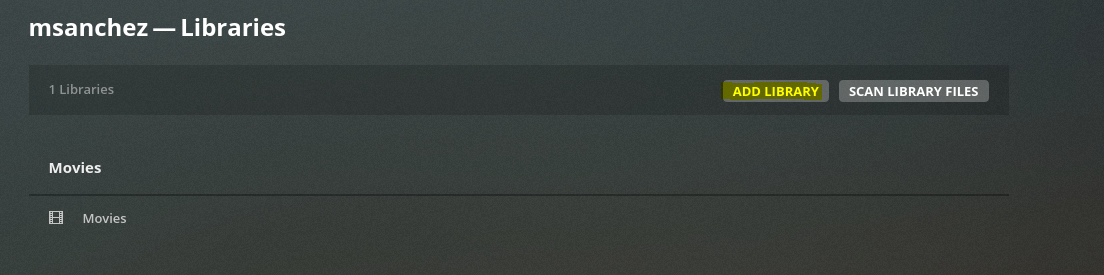 msanchez — Libraries
1 Libraries
ADD LIBRARY
SCAN LIBRARY FILES
Movies
Movies